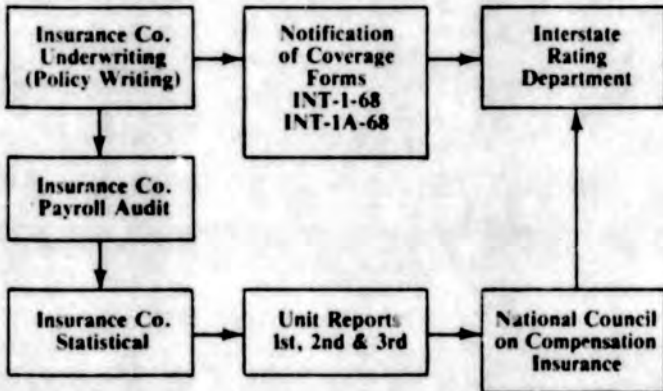 Insurance Co.
Underwriting
(Policy Writing)
Notification
of Coverage
Forms
INT-1-68
INT-1A-68
Interstate
Rating
Department
Insurance Co.
Payroll Audit
Insurance Co.
Statistical
Unit Reports
1st, 2nd & 3rd
National Council
on Compensation
Insurance